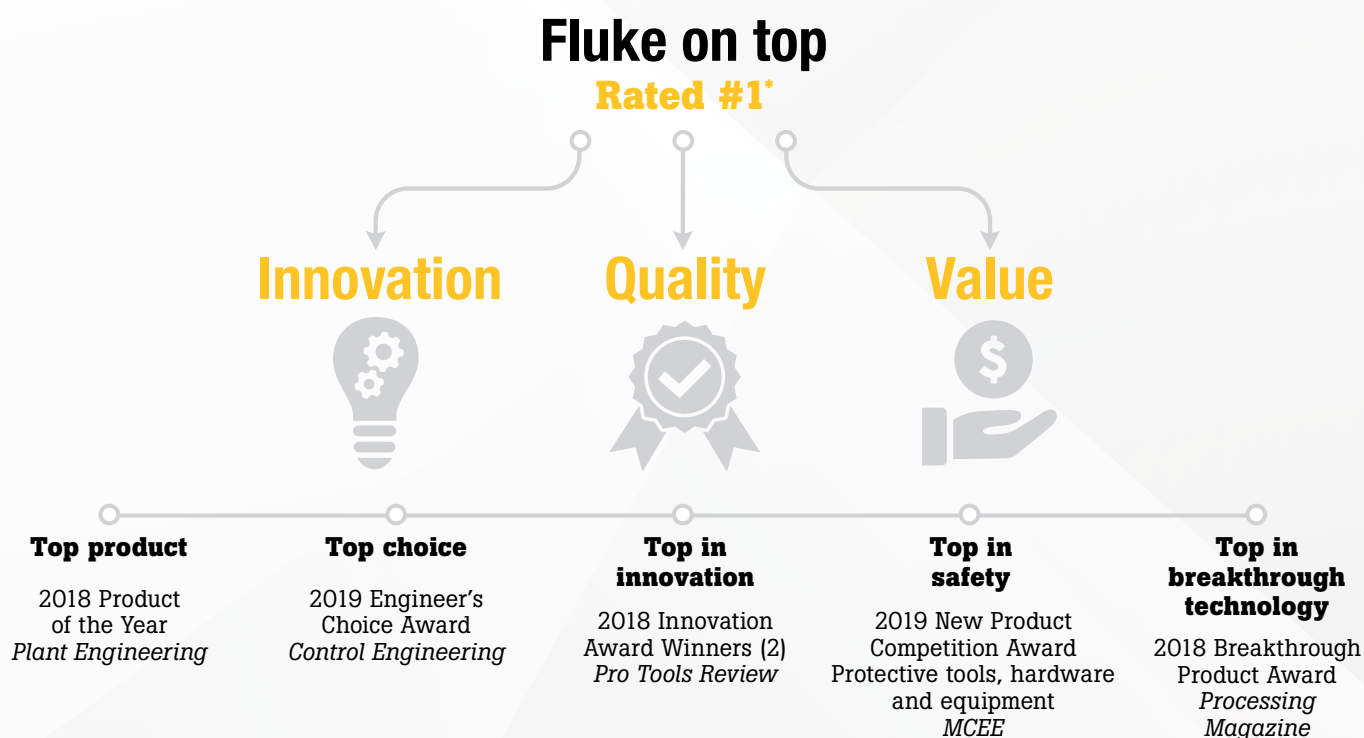 Fluke on top
Rated #1*
Innovation
Quality
Value
$
Top product
2018 Product
of the Year
Plant Engineering
Top choice
2019 Engineer’s
Choice Award
Control Engineering
Top in
innovation
2018 Innovation
Award Winners (2)
Pro Tools Review
Top in
safety
2019 New Product
Competition Award
Protective tools, hardware
and equipment
MCEE
Top in
breakthrough
technology
2018 Breakthrough
Product Award
Processing
Magazine